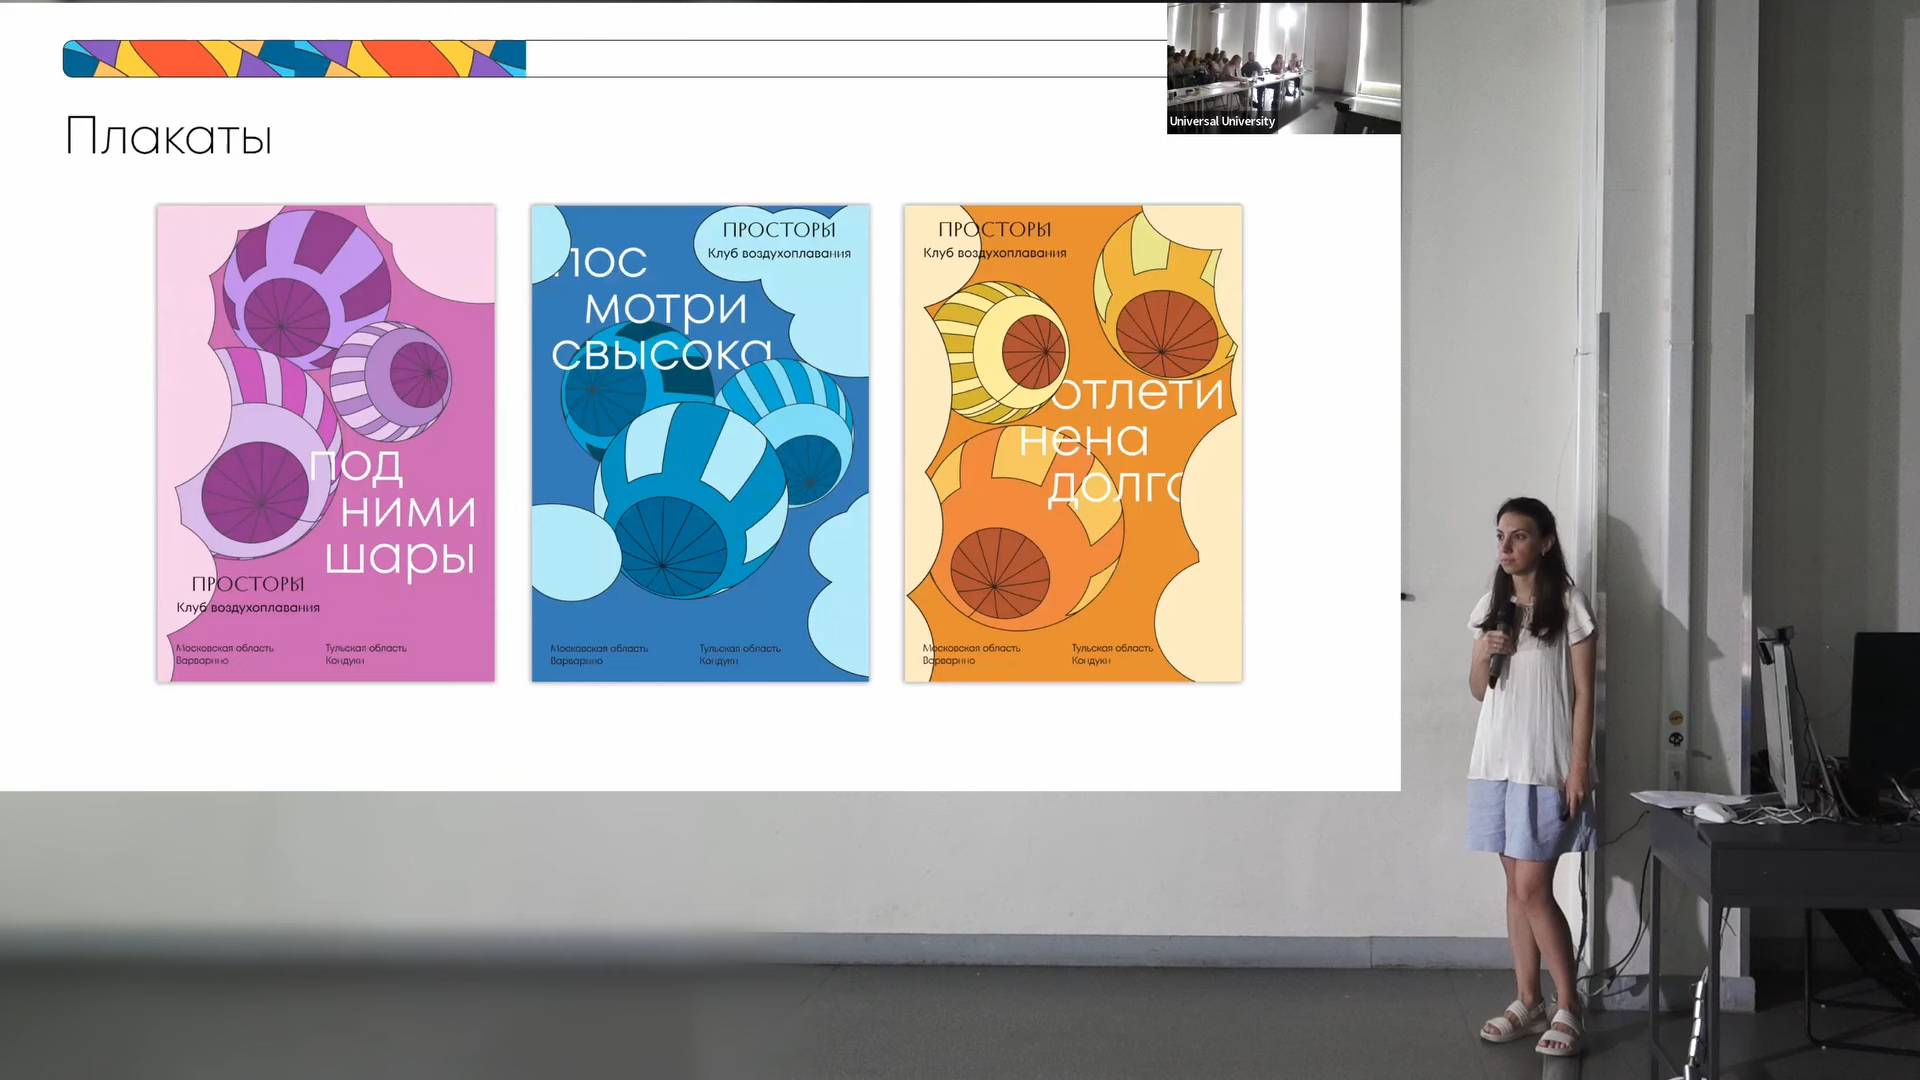 Universal University
Плакаты
под
ними
шары
ПРОСТОРЫ
Клуб воздухоплавания
Московская область
Варварино
Тульская область
Кондуки
ПРОСТОРЫ
Клуб воздухоплавания
пос
мотри
свысока
Московская область
Варварино
Тульская область
Кондуки
ПРОСТОРЫ
Клуб воздухоплавания
отлети
нена
долго
Московская область
Варварино
Тульская область
Кондуки